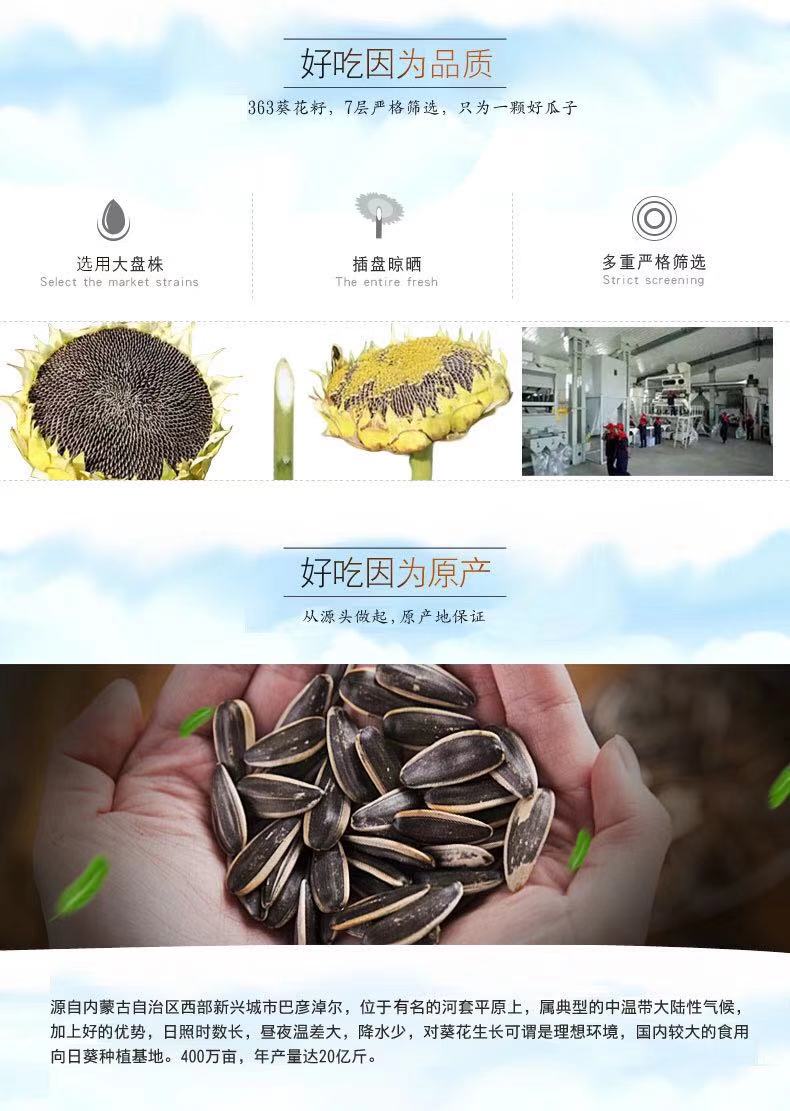 好吃因为品质
363葵花籽，7层严格筛选，只为一颗好瓜子
选用大盘株
Select the market strains
插盘晾晒
The entire fresh
多重严格筛选
Strict screening
好吃因为原产
从源头做起,原产地保证
源自内蒙古自治区西部新兴城市巴彦淖尔，位于有名的河套平原上，属典型的中温带大陆性气候，
加上好的优势，日照时数长，昼夜温差大，降水少，对葵花生长可谓是理想环境，国内较大的食用
向日葵种植基地。400万亩，年产量达20亿斤。